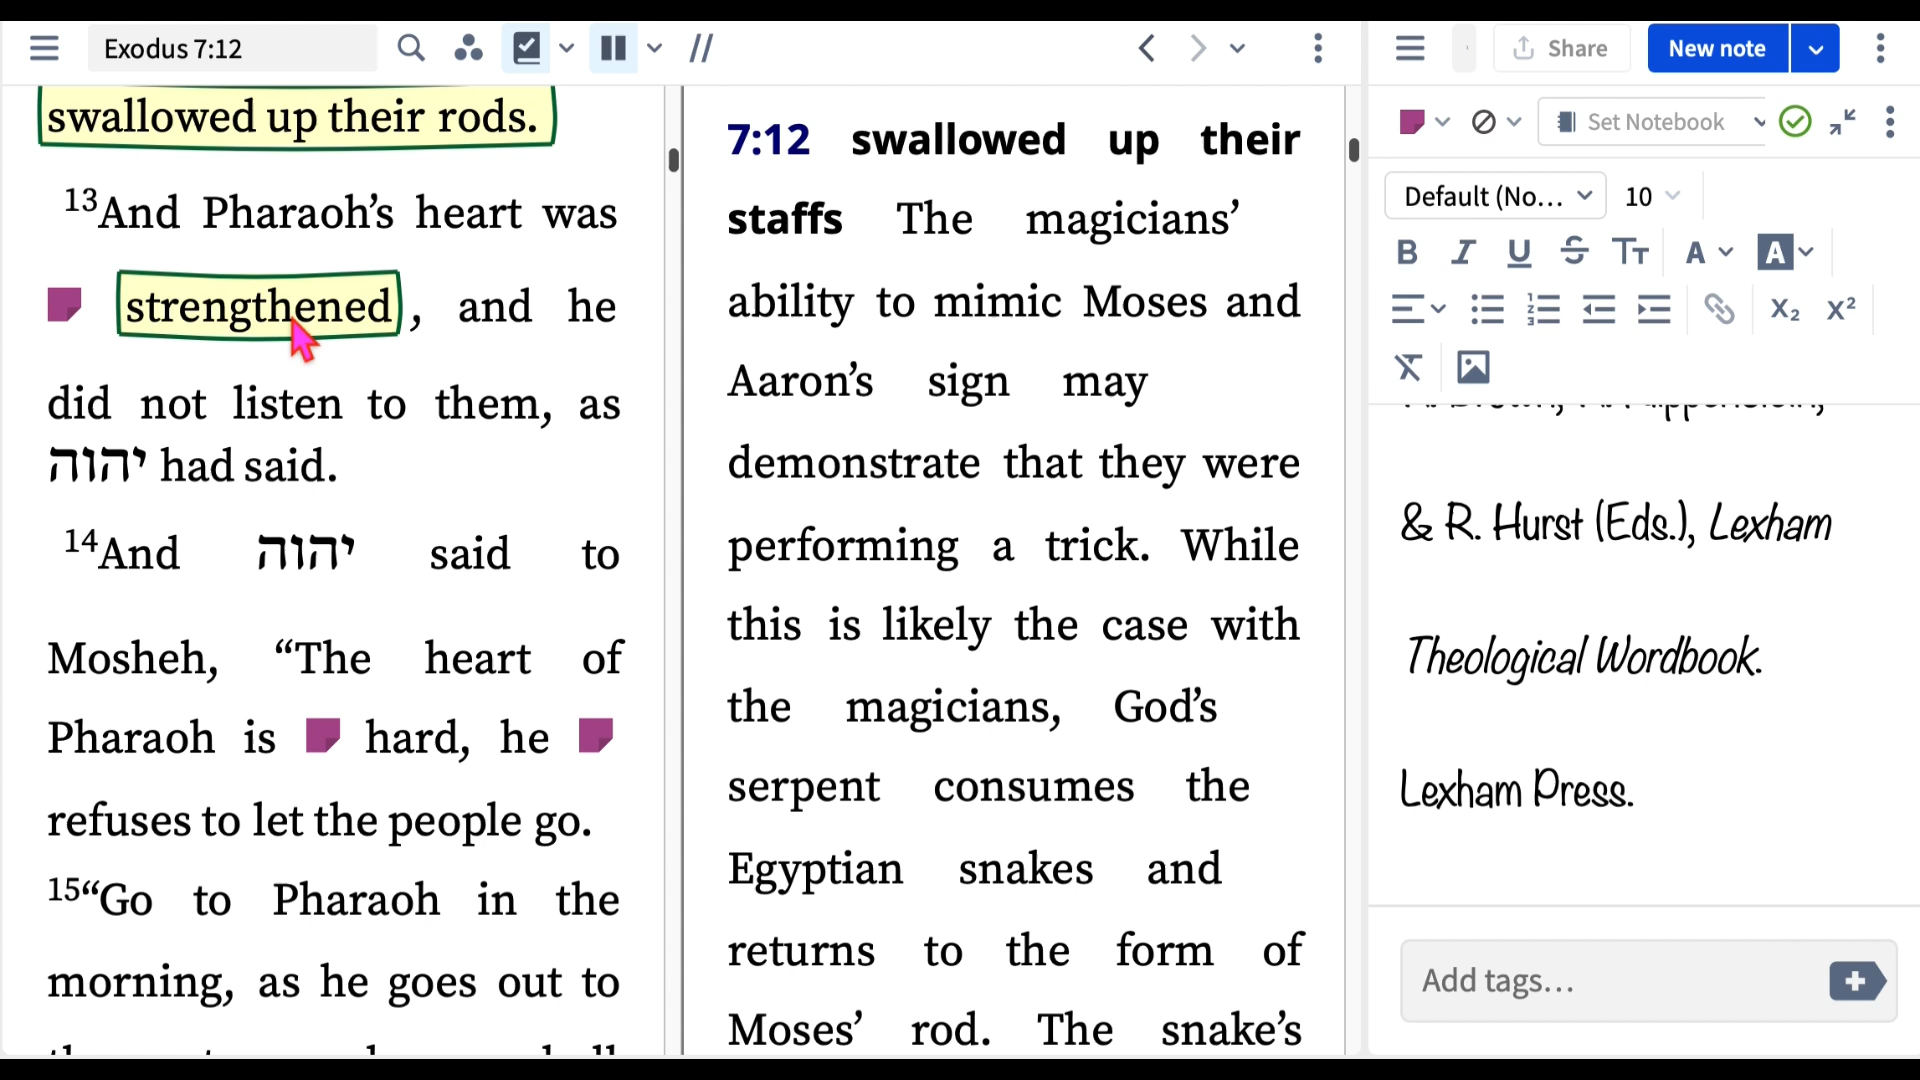 Exodus 7:12
//
Share
New note
swallowed up their rods.
13And Pharaoh’s heart was
strengthened, and he
did not listen to them, as
יהוה had said.
14And יהוה said to
Mosheh, “The heart of
Pharaoh is hard, he
refuses to let the people go.
15“Go to Pharaoh in the
morning, as he goes out to
7:12 swallowed up their
staffs The magicians’
ability to mimic Moses and
Aaron’s sign may
demonstrate that they were
performing a trick. While
this is likely the case with
the magicians, God’s
serpent consumes the
Egyptian snakes and
returns to the form of
Moses’ rod. The snake’s
Set Notebook
Default (No... 10
B I U S Tт A A
X₂ X²
& R. Hurst (Eds.), Lexham
Theological Wordbook.
Lexham Press.
Add tags...